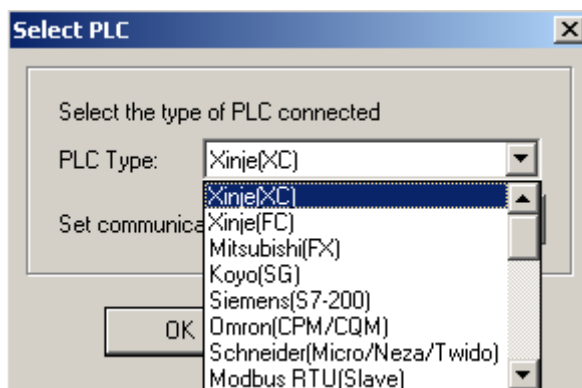 Select PLC
Select the type of PLC connected
PLC Type: Xinje(XC)
Xinje(XC)
Set communica Xinje(FC)
Mitsubishi(FX)
Koyo(SG)
Siemens(S7-200)
OK Omron(CPM/CQM)
Schneider(Micro/Neza/Twido)
Modbus RTU(Slave)